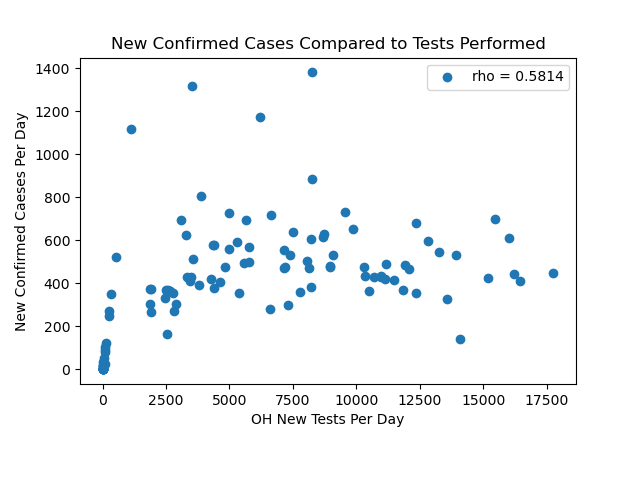 New Confirmed Cases Compared to Tests Performed
rho = 0.5814
New Confirmed Caeses Per Day
1400
1200
1000
800
600
400
200
0
0 2500 5000 7500 10000 12500 15000 17500
OH New Tests Per Day